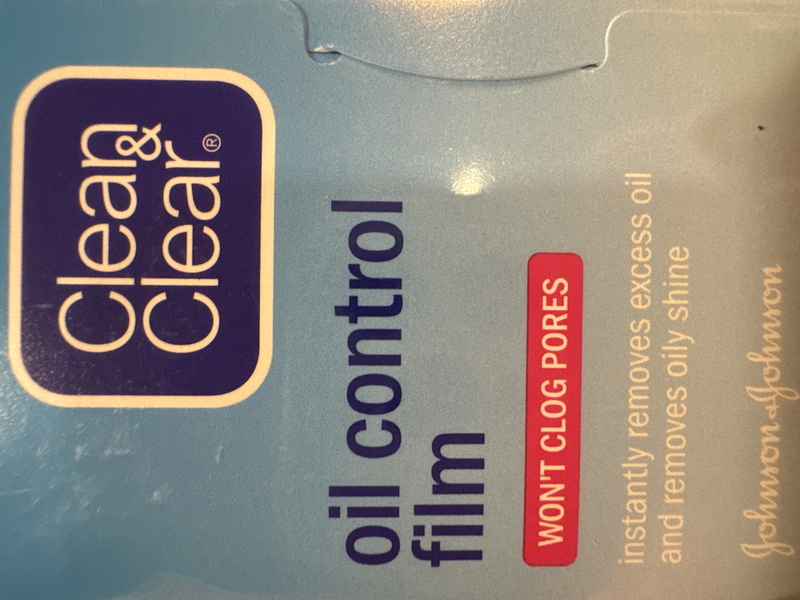 Clean &
Clear®
oil control
film
WON'T CLOG PORES
instantly removes excess oil
and removes oily shine
Johnson & Johnson